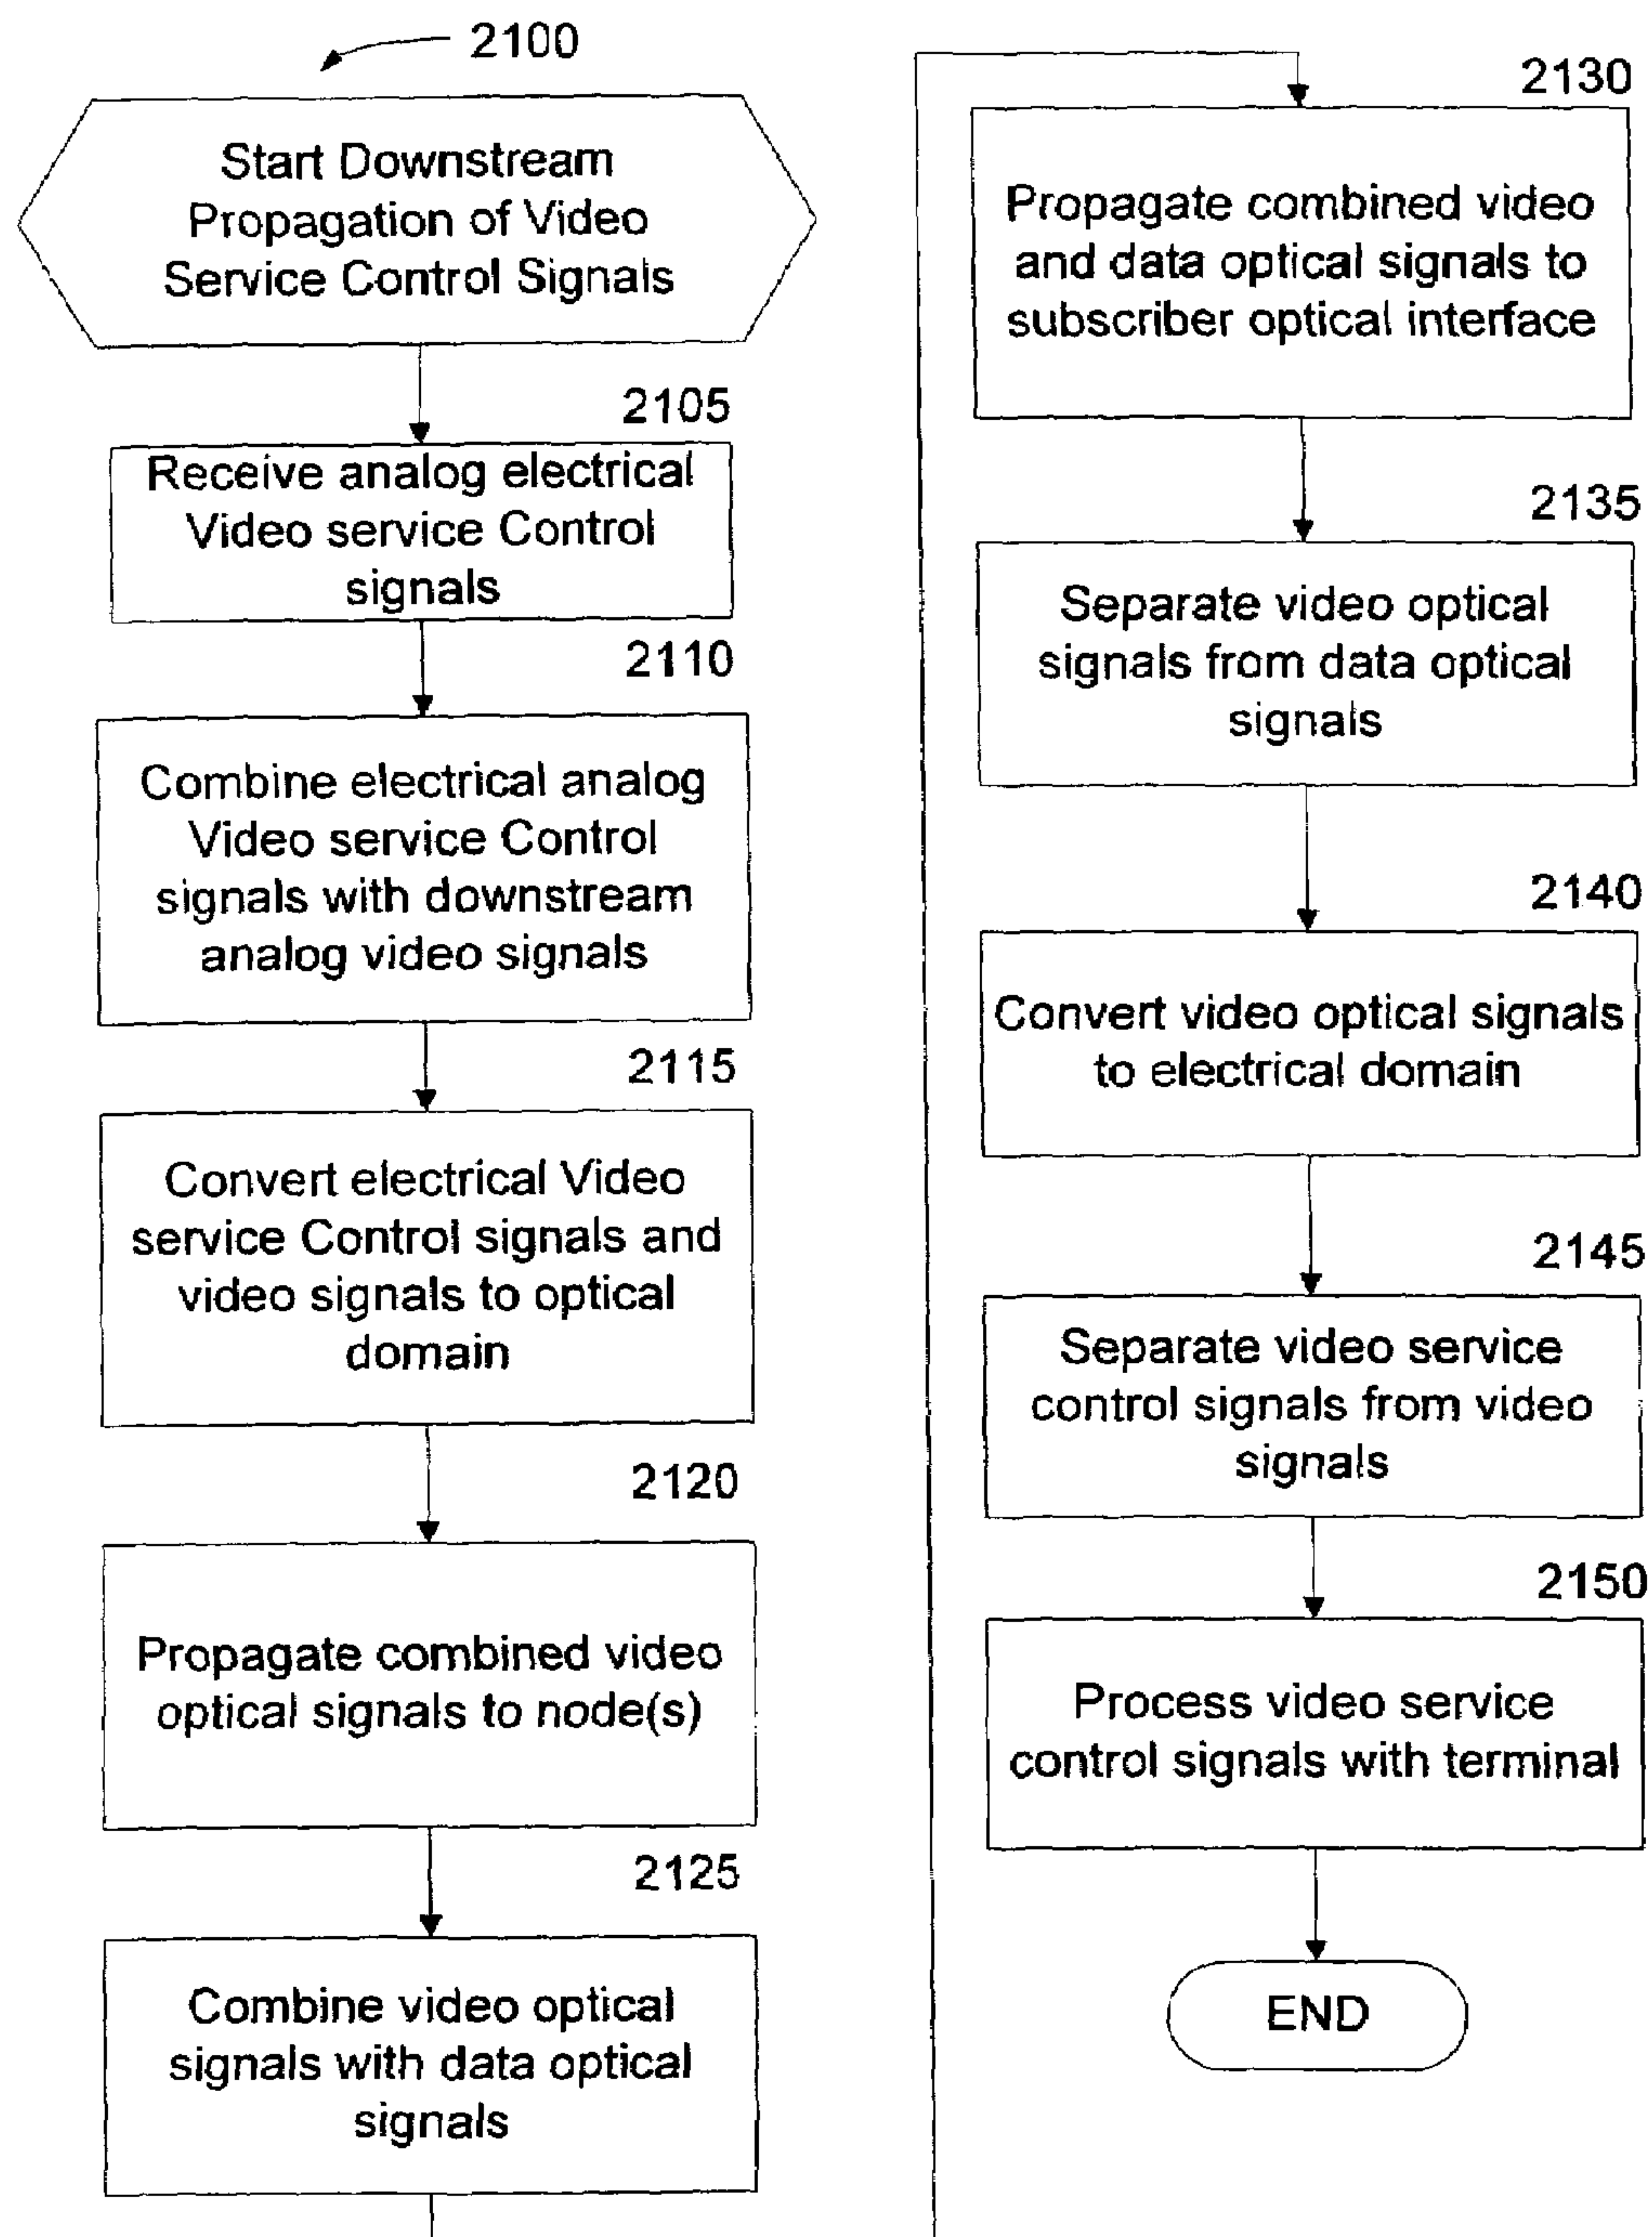 2100
Start Downstream
Propagation of Video
Service Control Signals
2105
Receive analog electrical
Video service Control
signals
2110
Combine electrical analog
Video service Control
signals with downstream
analog video signals
2115
Convert electrical Video
service Control signals and
video signals to optical
domain
2120
Propagate combined video
optical signals to node(s)
2125
Combine video optical
signals with data optical
signals
2130
Propagate combined video
and data optical signals to
subscriber optical interface
2135
Separate video optical
signals from data optical
signals
2140
Convert video optical signals
to electrical domain
2145
Separate video service
control signals from video
signals
2150
Process video service
control signals with terminal
END